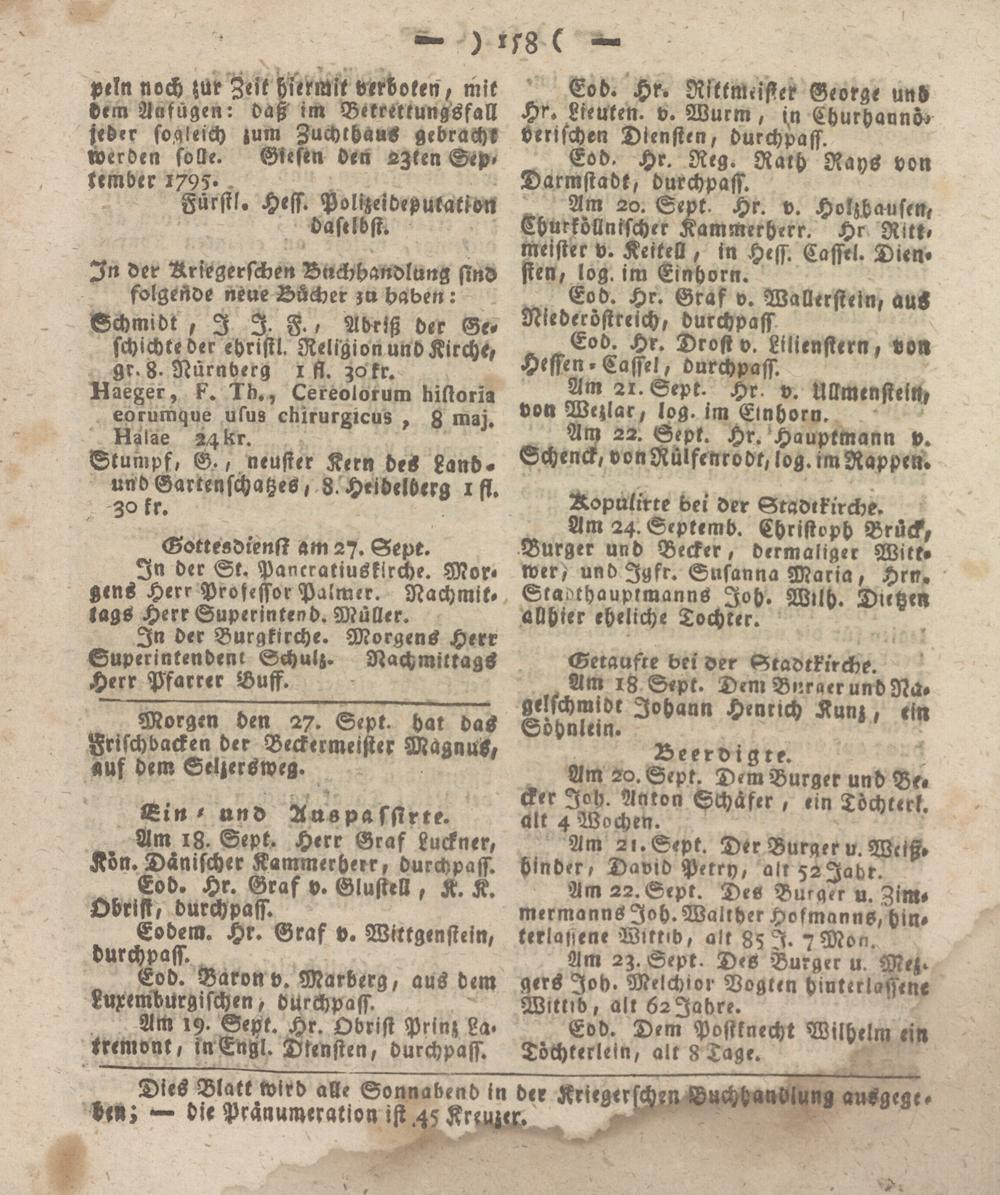 — ) 158 ( —
peln noch zur Zeit hiermit verboten, mit
dem Anfügen: daß im Betrettungsfall
jeder sogleich zum Zuchthaus gebracht
werden solle. Giesen den 23ten Sep-
tember 1795.
Fürstl. Hess. Polizeideputation
daselbst.
In der Kriegerschen Buchhandlung sind
folgende neue Bücher zu haben:
Schmidt, J. J. F., Abriß der Ge-
schichte der christl. Religion und Kirche,
gr. 8. Nürnberg 1 fl. 30 kr.
Haeger, F. Th., Cereolorum historia
eorumque usus chirurgicus, 8 maj.
Halae 24 kr.
Stumpf, G., neuster Kern des Land-
und Gartenschatzes, 8. Heidelberg 1 fl.
30 kr.
Gottesdienst am 27. Sept.
In der St. Pancratiuskirche. Mor-
gens Herr Professor Palmer. Nachmit-
tags Herr Superintend. Müller.
In der Burgkirche. Morgens Herr
Superintendent Schulz. Nachmittags
Herr Pfarrer Buff.
Morgen den 27. Sept. hat das
Frischbacken der Beckermeister Magnus,
auf dem Selzersweg.
Ein- und Auspassirte.
Am 18. Sept. Herr Graf Luckner,
Kön. Dänischer Kammerherr, durchpass.
Eod. Hr. Graf v. Glustell, K. K.
Obrist, durchpass.
Eodem. Hr. Graf v. Wittgenstein,
durchpass.
Eod. Baron v. Marberg, aus dem
Luxemburgischen, durchpass.
Am 19. Sept. Hr. Obrist Prinz La-
tremont, in Engl. Diensten, durchpass.
Eod. Hr. Rittmeister George und
Hr. Lieuten. v. Wurm, in Churhannö-
verischen Diensten, durchpass.
Eod. Hr. Reg. Rath Rays von
Darmstadt, durchpass.
Am 20. Sept. Hr. v. Holzhausen,
Churköllnischer Kammerherr. Hr Ritt-
meister v. Keitell, in Hess. Cassel. Dien-
sten, log. im Einhorn.
Eod. Hr. Graf v. Wallerstein, aus
Niederöstreich, durchpass
Eod. Hr. Drost v. Lilienstern, von
Hessen-Cassel, durchpass.
Am 21. Sept. Hr. v. Ullmenstein,
von Wezlar, log. im Einhorn.
Am 22. Sept. Hr. Hauptmann v.
Schenck, von Rülfenrodt, log. im Rappen.
Kopulirte bei der Stadtkirche.
Am 24. Septemb. Christoph Brück,
Burger und Becker, dermaliger Witt-
wer, und Jgfr. Susanna Maria, Hrn.
Stadthauptmanns Joh. Wilh. Dietzen
allhier eheliche Tochter.
Getaufte bei der Stadtkirche.
Am 18 Sept. Dem Burger und Na-
gelschmidt Johann Henrich Kunz, ein
Söhnlein.
Beerdigte.
Am 20. Sept. Dem Burger und Be-
cker Joh. Anton Schäfer, ein Töchterl.
alt 4 Wochen.
Am 21. Sept. Der Burger u. Weiß-
binder, David Petry, alt 52 Jahr.
Am 22. Sept. Des Burger u. Zim-
mermanns Joh. Walther Hofmanns, hin-
terlassene Wittib, alt 85 J. 7 Mon.
Am 23. Sept. Des Burger u. Mez-
gers Joh. Melchior Vogten hinterlassene
Wittib, alt 62 Jahre.
Eod. Dem Postknecht Wilhelm ein
Töchterlein, alt 8 Tage.
Dies Blatt wird alle Sonnabend in der Kriegerschen Buchhandlung ausgege-
ben; — die Pränumeration ist 45 Kreuzer.